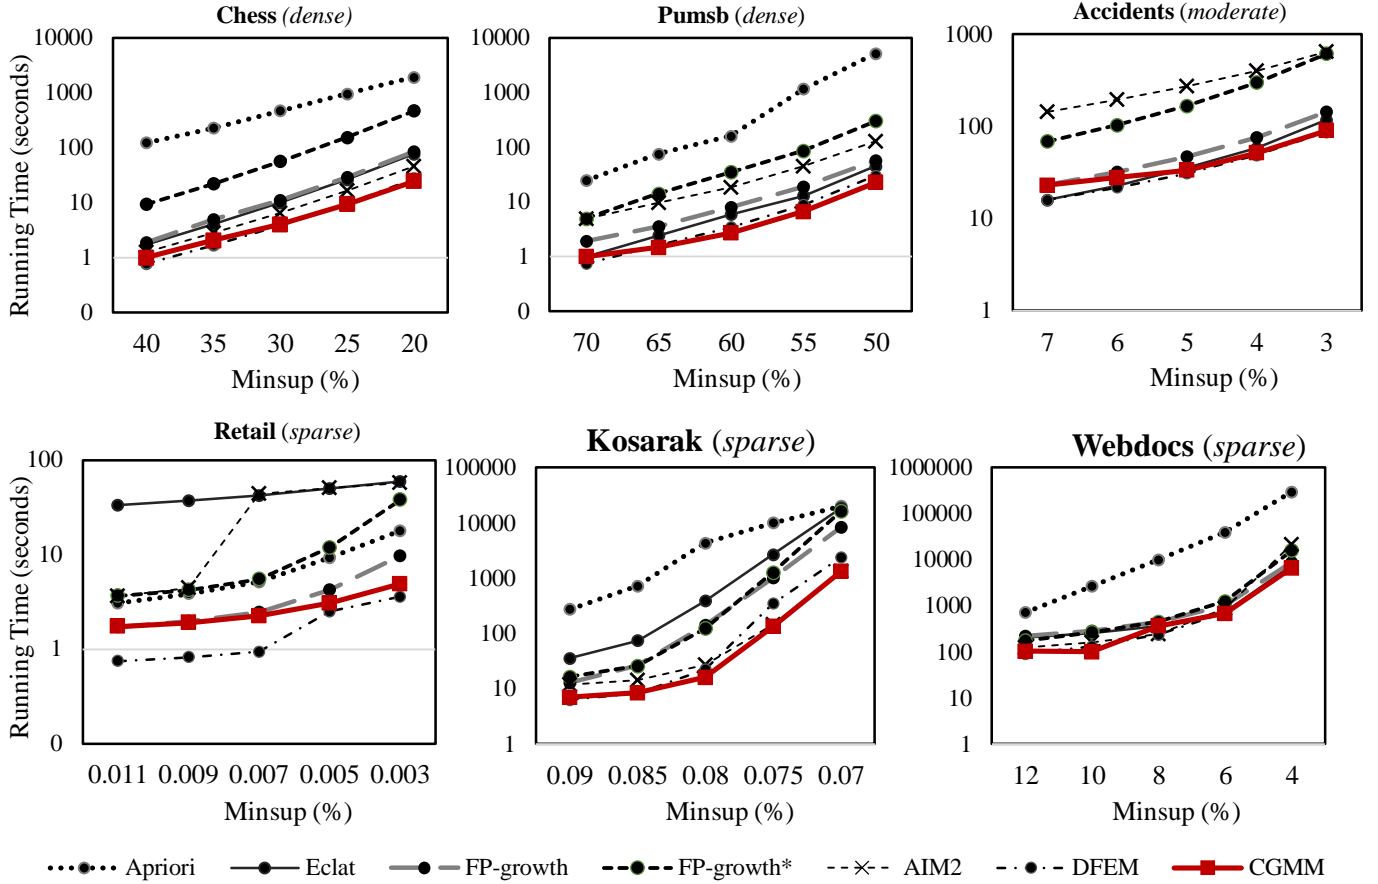 Chess (dense)
Pumsb (dense)
Accidents (moderate)
Running Time (seconds)
10000
1000
100
10
1
0
40 35 30 25 20
Minsup (%)
10000
1000
100
10
1
0
70 65 60 55 50
Minsup (%)
1000
100
10
1
7 6 5 4 3
Minsup (%)
Retail (sparse)
Kosarak (sparse)
Webdocs (sparse)
Running Time (seconds)
100
10
1
0
0.011 0.009 0.007 0.005 0.003
Minsup (%)
100000
10000
1000
100
10
1
0.09 0.085 0.08 0.075 0.07
Minsup (%)
1000000
100000
10000
1000
100
10
1
12 10 8 6 4
Minsup (%)
Apriori Eclat FP-growth FP-growth* AIM2 DFEM CGMM